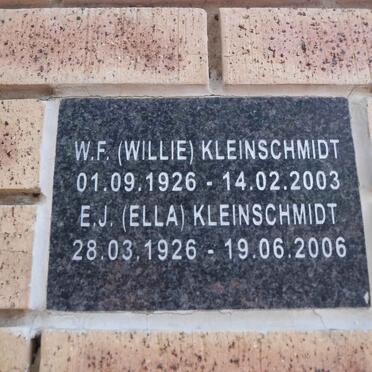 W.F. (WILLIE) KLEINSCHMIDT
01.09.1926 - 14.02.2003
E.J. (ELLA) KLEINSCHMIDT
28.03.1926 - 19.06.2006